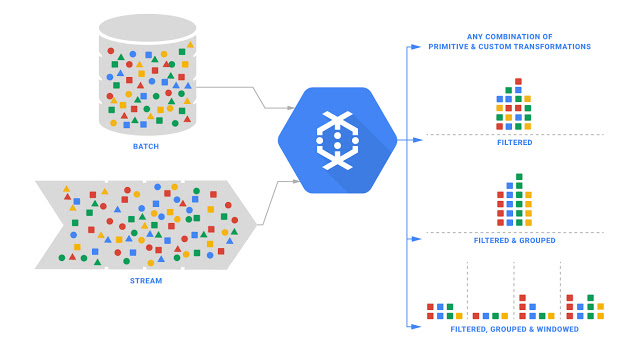 BATCH
STREAM
ANY COMBINATION OF
PRIMITIVE & CUSTOM TRANSFORMATIONS
FILTERED
FILTERED & GROUPED
FILTERED, GROUPED & WINDOWED